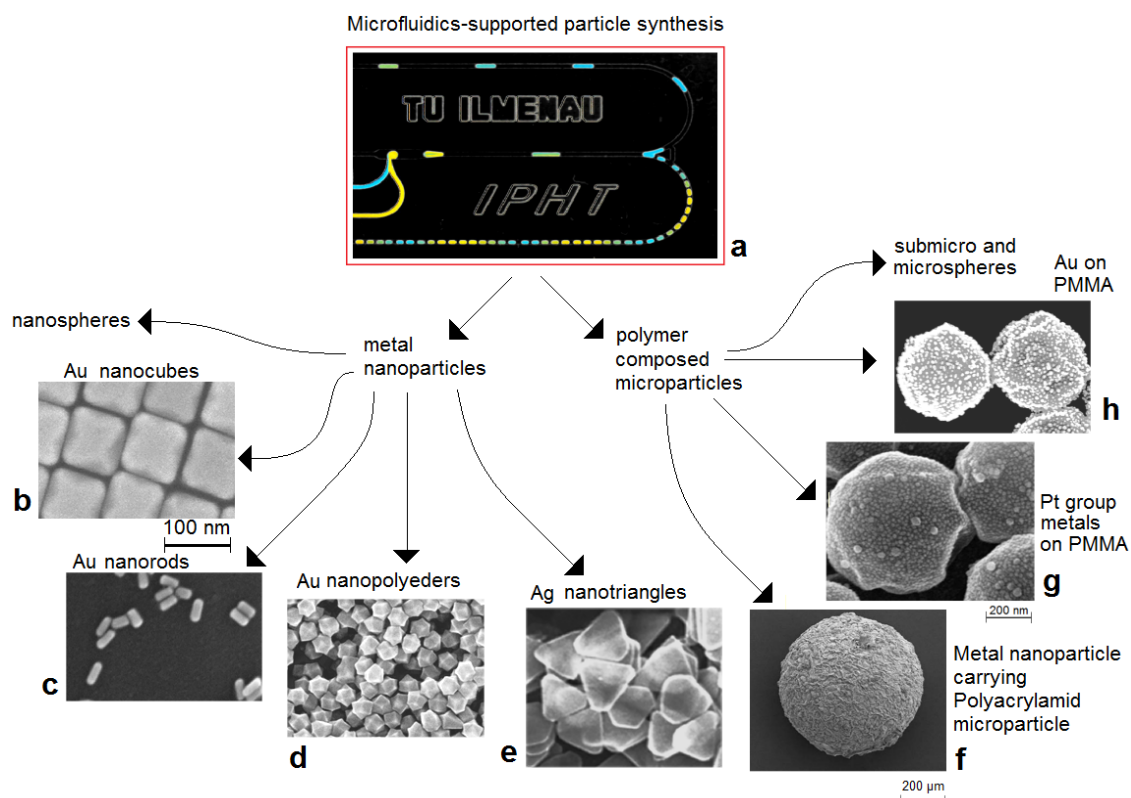 Microfluidics-supported particle synthesis
TU ILMENAU
IPHT
a
submicro and
microspheres
Au on
PMMA
nanospheres
metal
nanoparticles
polymer
composed
microparticles
Au nanocubes
h
b
100 nm
Pt group
metals
on PMMA
g
200 nm
Au nanorods
c
Au nanopolyeders
d
Ag nanotriangles
e
Metal nanoparticle
carrying
Polyacrylamid
microparticle
f
200 µm